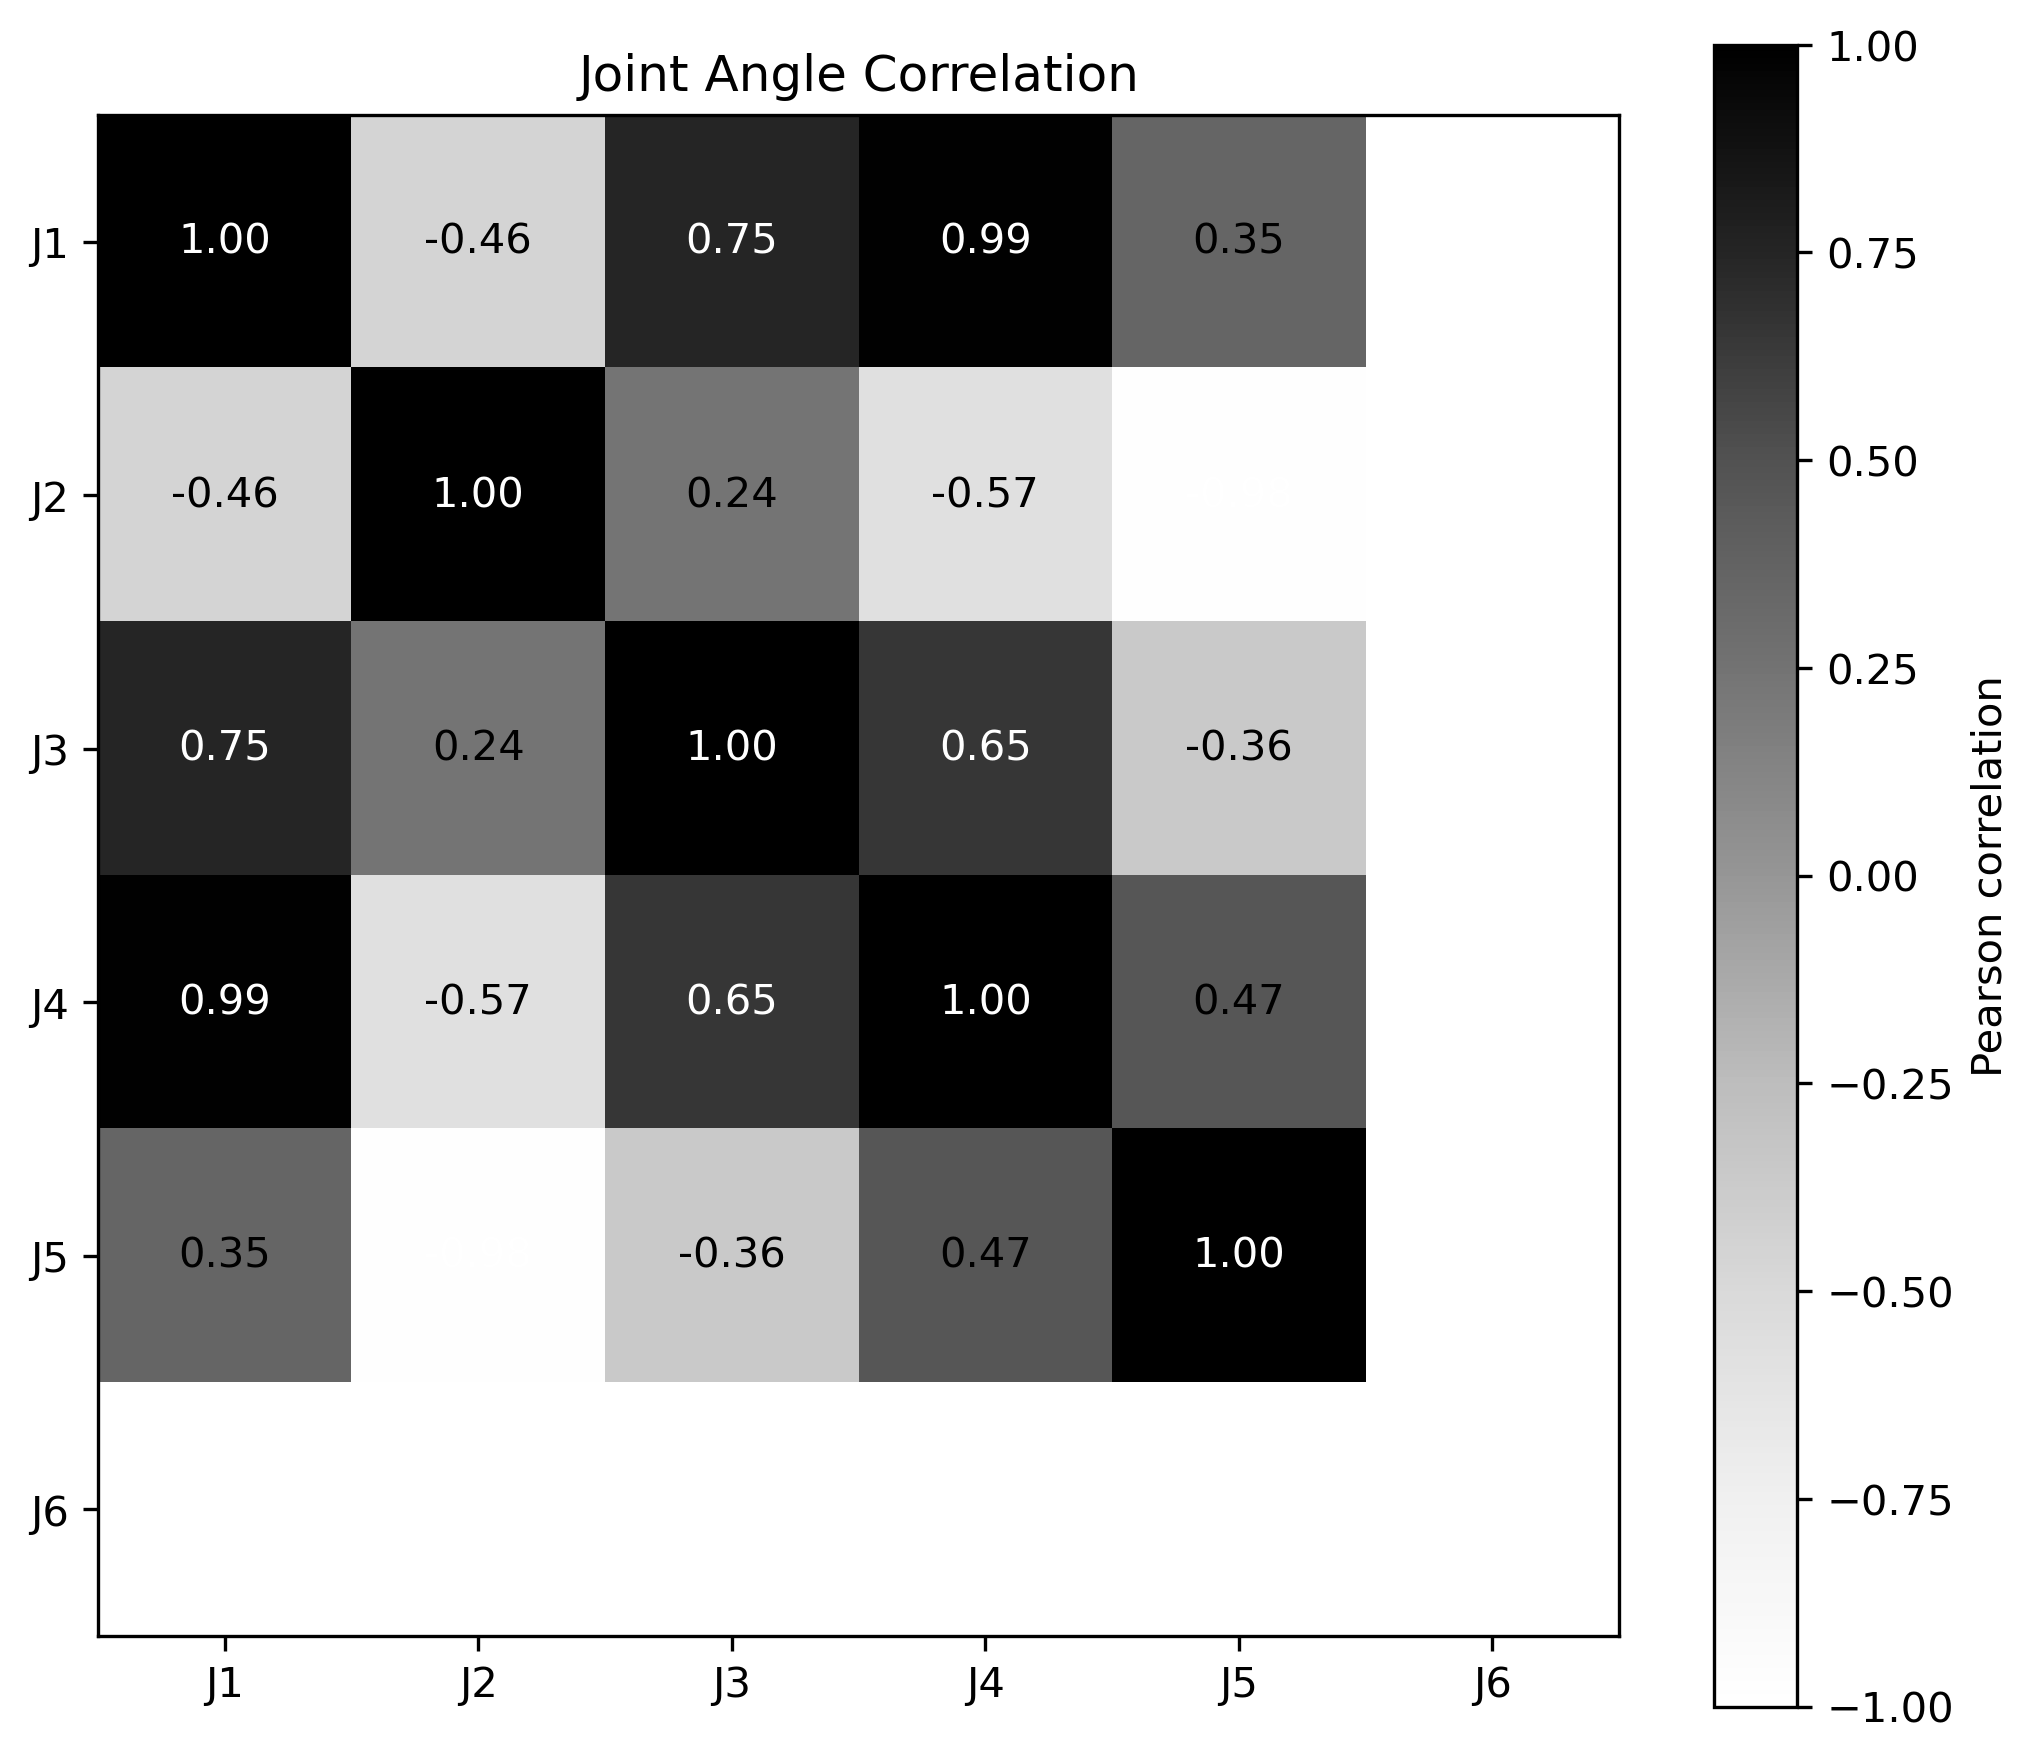 Joint Angle Correlation
J1 1.00 -0.46 0.75 0.99 0.35
J2 -0.46 1.00 0.24 -0.57
J3 0.75 0.24 1.00 0.65 -0.36
J4 0.99 -0.57 0.65 1.00 0.47
J5 0.35 -0.36 0.47 1.00
J6
J1 J2 J3 J4 J5 J6
1.00
0.75
0.50
0.25
0.00
−0.25
−0.50
−0.75
−1.00
Pearson correlation